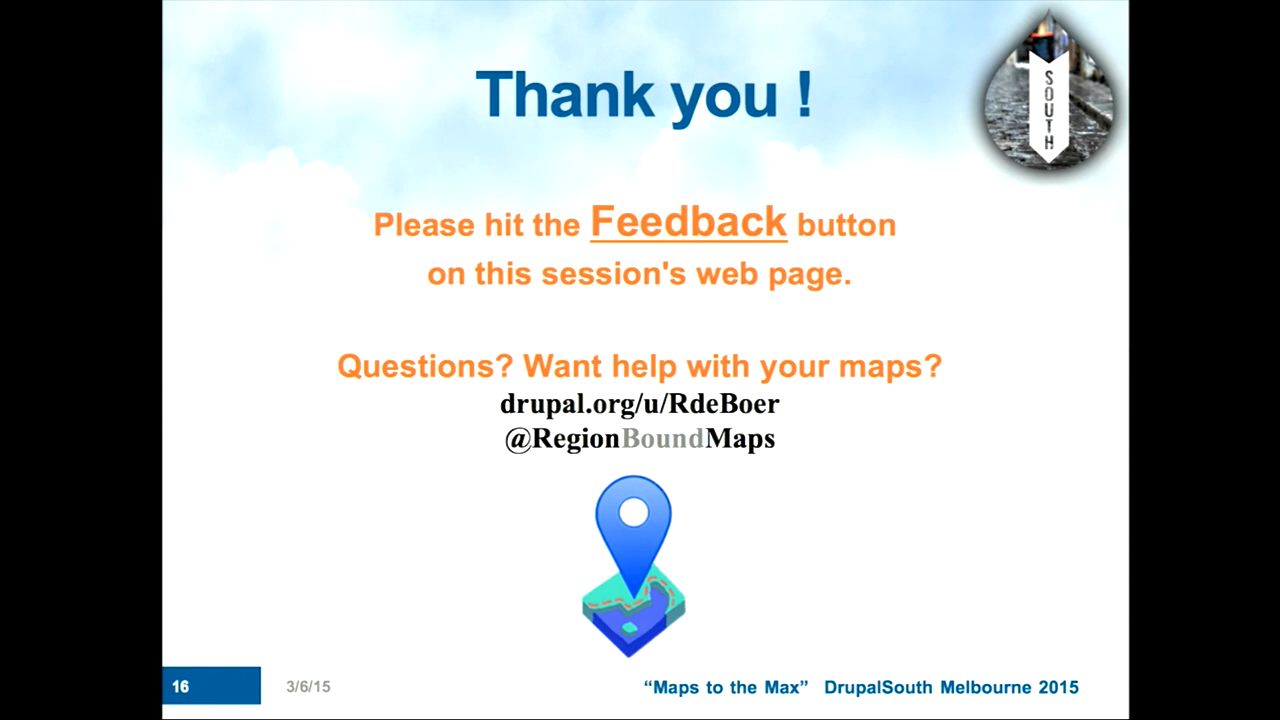 Thank you !
SOUTH
Please hit the Feedback button
on this session's web page.
Questions? Want help with your maps?
drupal.org/u/RdeBoer
@RegionBoundMaps
16
3/6/15
“Maps to the Max” DrupalSouth Melbourne 2015